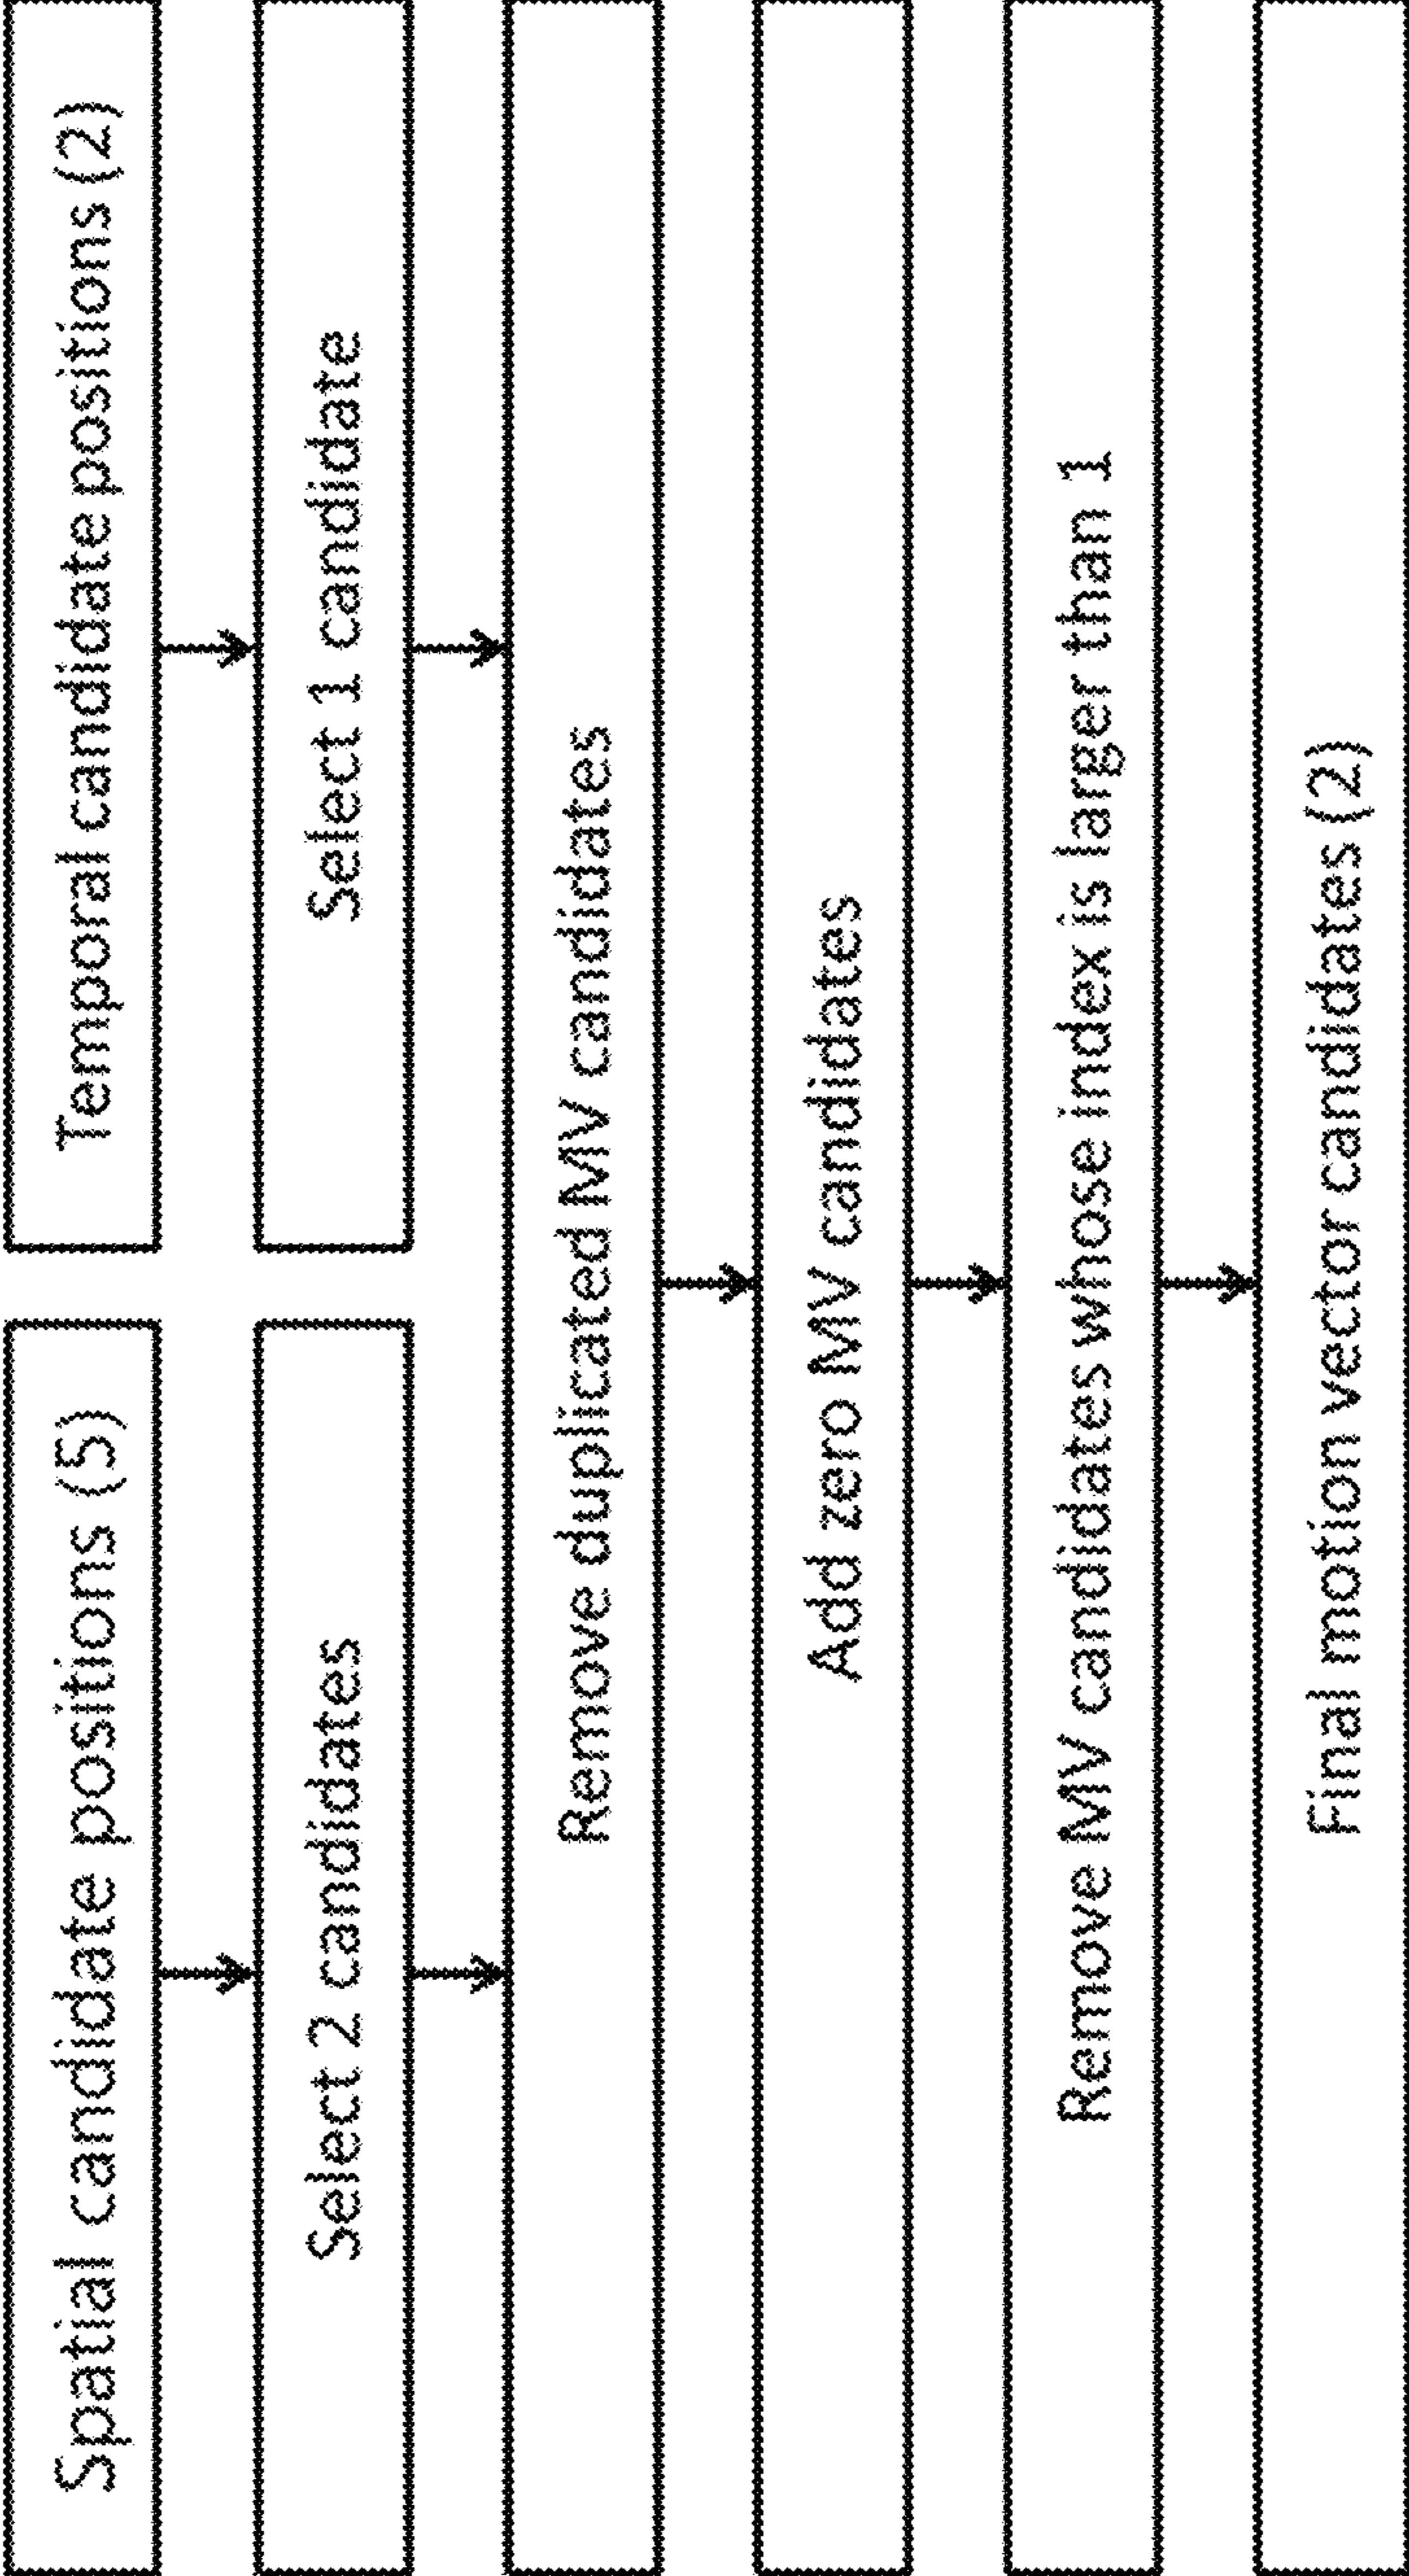 Spatial candidate positions (5)
Temporal candidate positions (2)
Select 2 candidates
Select 1 candidate
Remove duplicated MV candidates
Add zero MV candidates
Remove MV candidates whose index is larger than 1
Final motion vector candidates (2)